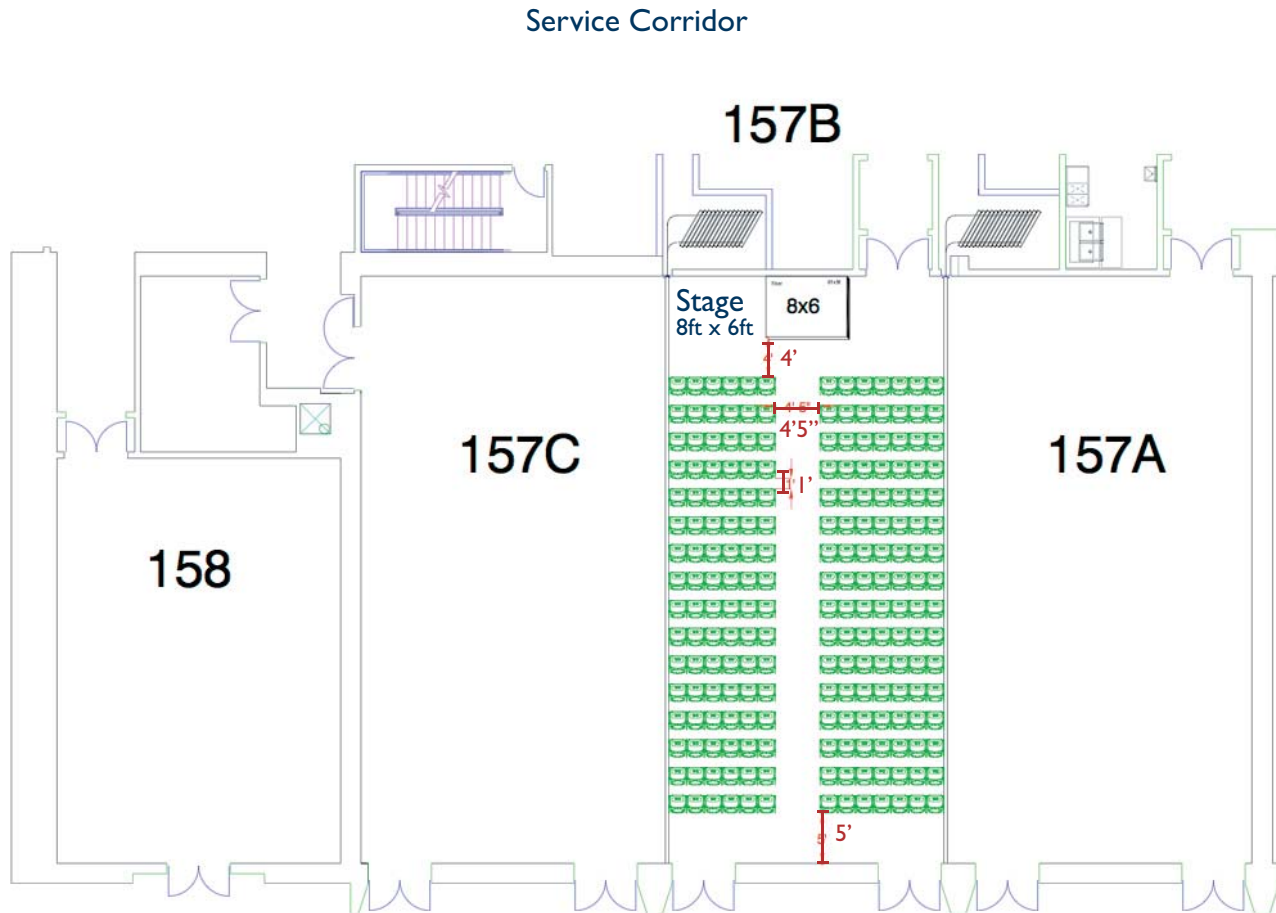 Service Corridor
157B
Stage
8ft x 6ft
8x6
4'
4'5"
1'
157C
157A
158
5'